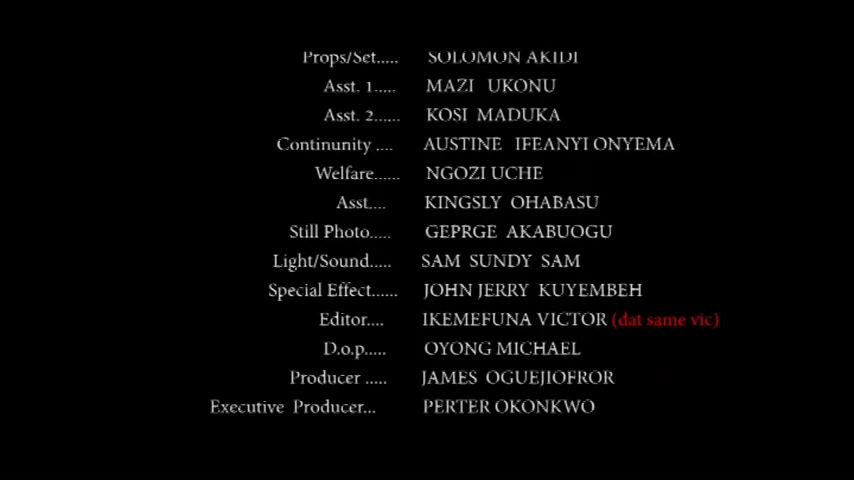 Props/Set..... SOLOMON AKIDI
Asst. 1..... MAZI UKONU
Asst. 2...... KOSI MADUKA
Continunity .... AUSTINE IFEANYI ONYEMA
Welfare...... NGOZI UCHE
Asst.... KINGSLY OHABASU
Still Photo..... GEPRGE AKABUOGU
Light/Sound..... SAM SUNDY SAM
Special Effect...... JOHN JERRY KUYEMBEH
Editor.... IKEMEFUNA VICTOR (dat same vic)
D.o.p..... OYONG MICHAEL
Producer ..... JAMES OGUEJIOFROR
Executive Producer... PERTER OKONKWO